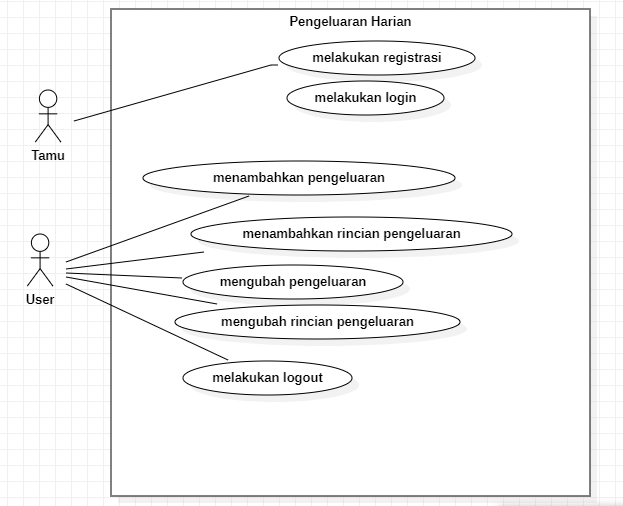 Pengeluaran Harian
melakukan registrasi
melakukan login
Tamu
menambahkan pengeluaran
menambahkan rincian pengeluaran
mengubah pengeluaran
User
mengubah rincian pengeluaran
melakukan logout